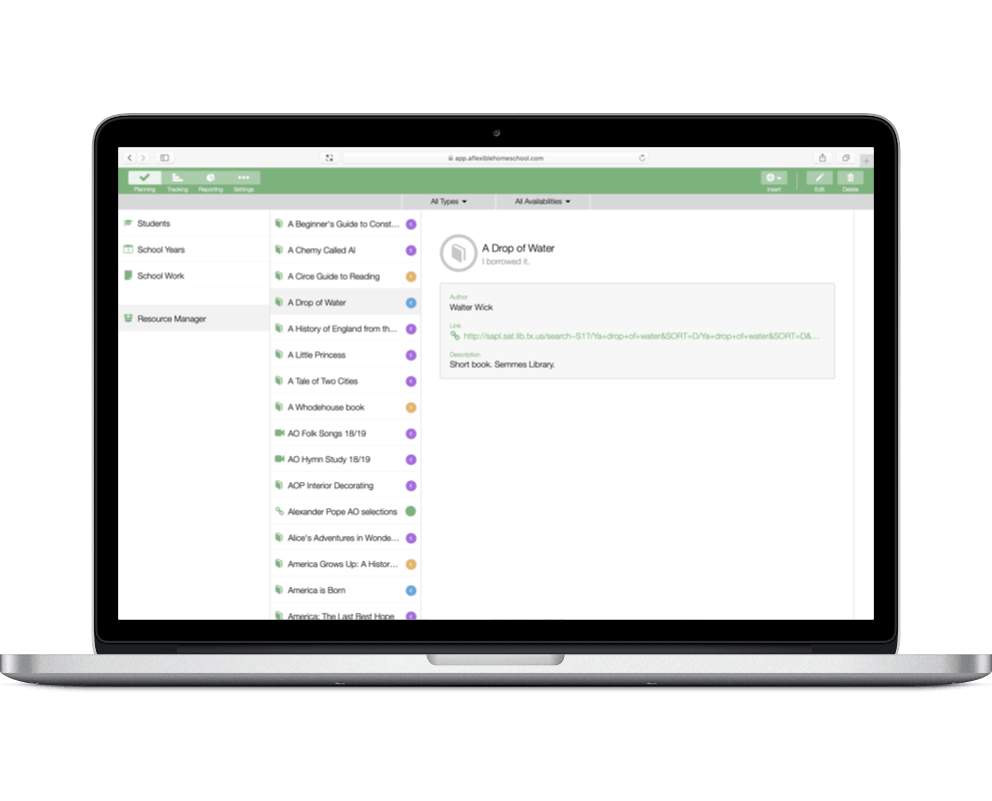 app.aflexiblehomeschool.com
Planning Tracking Reporting Settings Insert Edit Delete
All Types All Availabilities
Students
School Years
School Work
Resource Manager
A Beginner's Guide to Const...
A Chemy Called Al
A Circe Guide to Reading
A Drop of Water
A History of England from th...
A Little Princess
A Tale of Two Cities
A Whodehouse book
AO Folk Songs 18/19
AO Hymn Study 18/19
AOP Interior Decorating
Alexander Pope AO selections
Alice's Adventures in Wonde...
America Grows Up: A Histor...
America is Born
America: The Last Best Hope
A Drop of Water
I borrowed it.
Author
Walter Wick
Link
http://sapl.sat.lib.tx.us/search~S1?/Ya+drop+of+water&SORT=D/Ya+drop+of+water&SORT=D&...
Description
Short book. Semmes Library.